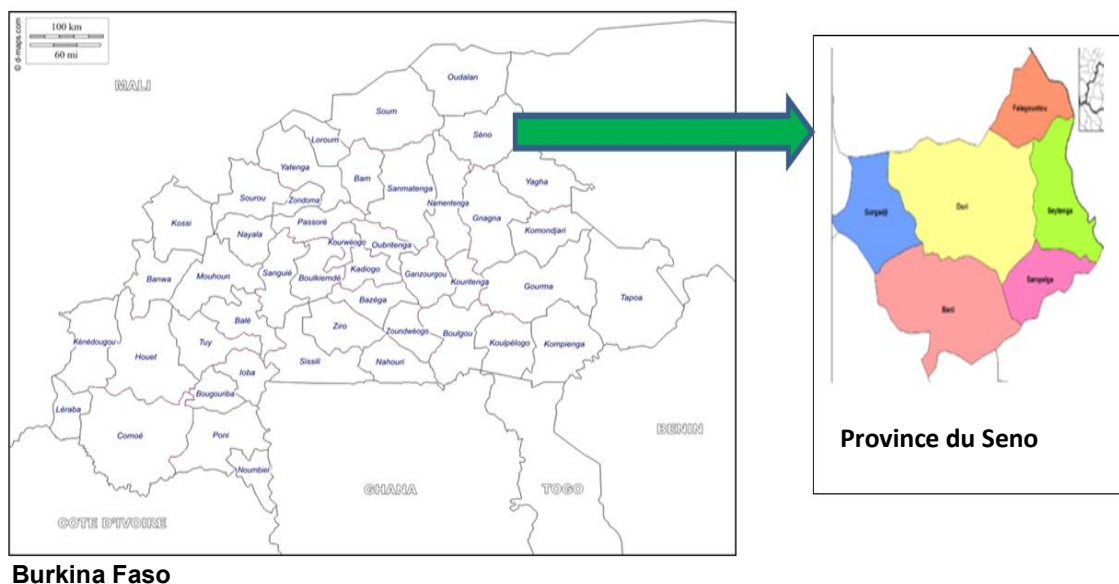 © d-maps.com
100 km
60 mi
MALI
Oudalan
Soum
Séno
Loroum
Yatenga
Bam
Sanmatenga
Namentenga
Yagha
Sourou
Zondoma
Gnagna
Kossi
Passoré
Komondjari
Nayala
Kourwéogo
Oubritenga
Banwa
Mouhoun
Sanguié
Boulkiemdé
Kadiogo
Ganzourgou
Kouritenga
Gourma
Tapoa
Bazéga
Balé
Ziro
Zoundwéogo
Boulgou
Kénédougou
Houet
Tuy
Koulpélogo
Kompienga
Ioba
Sissili
Nahouri
Bougouriba
Léraba
Comoé
Poni
Noumbiel
BENIN
GHANA
TOGO
COTE D'IVOIRE
Burkina Faso
Falagountou
Gorgadji
Dori
Seytenga
Sampelga
Bani
Province du Seno